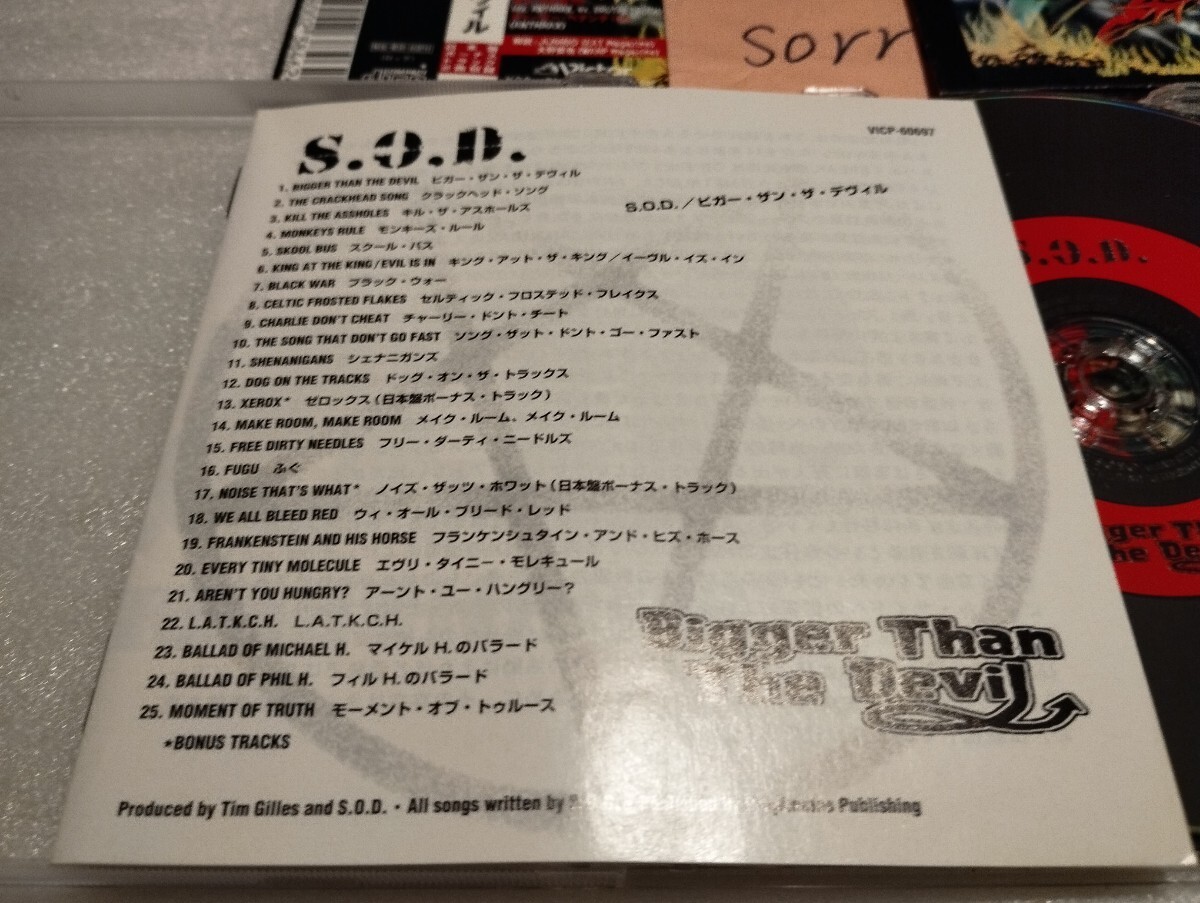 sorr
S.O.D.
VICP-60697
1. BIGGER THAN THE DEVIL ビガー・ザン・ザ・デヴィル
2. THE CRACKHEAD SONG クラックヘッド・ソング
S.O.D./ビガー・ザン・ザ・デヴィル
3. KILL THE ASSHOLES キル・ザ・アスホールズ
4. MONKEYS RULE モンキーズ・ルール
5. SKOOL BUS スクール・バス
6. KING AT THE KING/EVIL IS IN キング・アット・ザ・キング/イーヴル・イズ・イン
7. BLACK WAR ブラック・ウォー
8. CELTIC FROSTED FLAKES セルティック・フロステッド・フレイクス
9. CHARLIE DON'T CHEAT チャーリー・ドント・チート
10. THE SONG THAT DON'T GO FAST ソング・ザット・ドント・ゴー・ファスト
11. SHENANIGANS シェナニガンズ
12. DOG ON THE TRACKS ドッグ・オン・ザ・トラックス
13. XEROX* ゼロックス(日本盤ボーナス・トラック)
14. MAKE ROOM, MAKE ROOM メイク・ルーム、メイク・ルーム
15. FREE DIRTY NEEDLES フリー・ダーティ・ニードルズ
16. FUGU ふぐ
17. NOISE THAT'S WHAT* ノイズ・ザッツ・ホワット(日本盤ボーナス・トラック)
18. WE ALL BLEED RED ウィ・オール・ブリード・レッド
19. FRANKENSTEIN AND HIS HORSE フランケンシュタイン・アンド・ヒズ・ホース
20. EVERY TINY MOLECULE エヴリ・タイニー・モレキュール
21. AREN'T YOU HUNGRY? アーント・ユー・ハングリー?
22. L.A.T.K.C.H. L.A.T.K.C.H.
23. BALLAD OF MICHAEL H. マイケル H.のバラード
24. BALLAD OF PHIL H. フィル H.のバラード
25. MOMENT OF TRUTH モーメント・オブ・トゥルース
*BONUS TRACKS
Bigger Than
The Devil
Produced by Tim Gilles and S.O.D. • All songs written by Publishing
S.O.D.